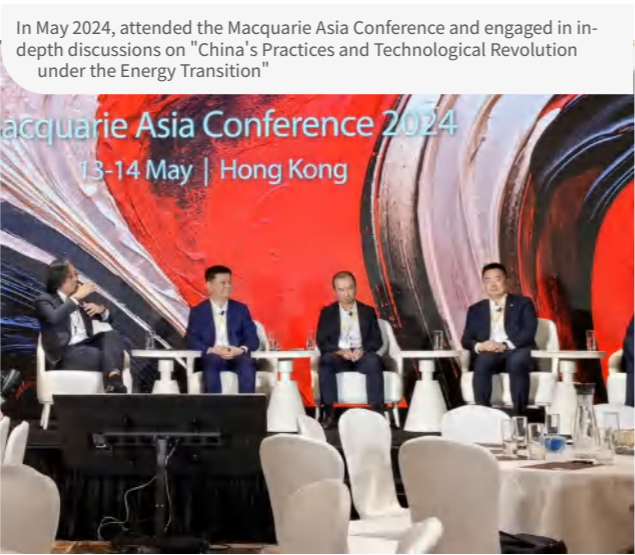 In May 2024, attended the Macquarie Asia Conference and engaged in in-
depth discussions on "China's Practices and Technological Revolution
under the Energy Transition"
acquarie Asia Conference 2024
13-14 May | Hong Kong